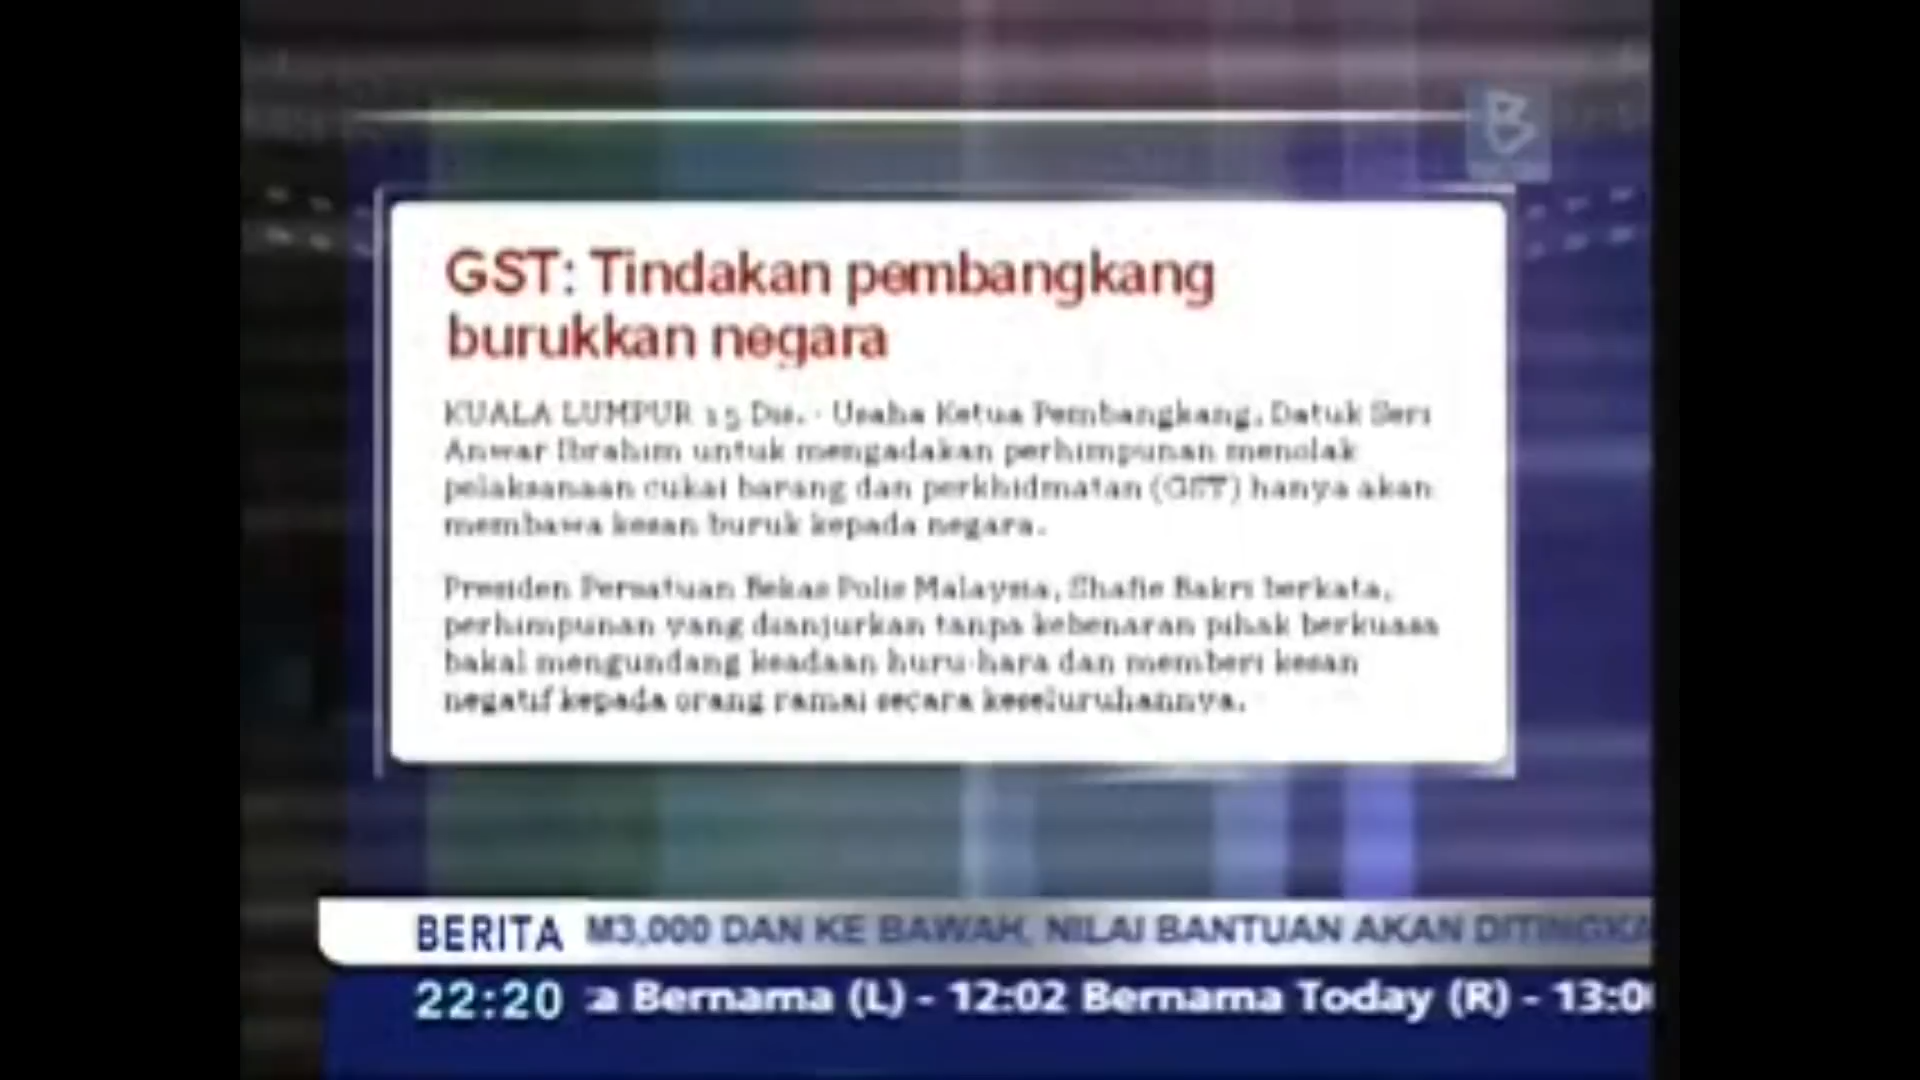 GST: Tindakan pembangkang
burukkan negara
KUALA LUMPUR 15 Dis. - Usaha Ketua Pembangkang, Datuk Seri
Anwar Ibrahim untuk mengadakan perhimpunan menolak
pelaksanaan cukai barang dan perkhidmatan (GST) hanya akan
membawa kesan buruk kepada negara.
Presiden Persatuan Bekas Polis Malaysia, Shafie Bakri berkata,
perhimpunan yang dianjurkan tanpa kebenaran pihak berkuasa
bakal mengundang keadaan huru-hara dan memberi kesan
negatif kepada orang ramai secara keseluruhannya.
BERITA M3,000 DAN KE BAWAH, NILAI BANTUAN AKAN DITINGKA
22:20 a Bernama (L) - 12:02 Bernama Today (R) - 13:0